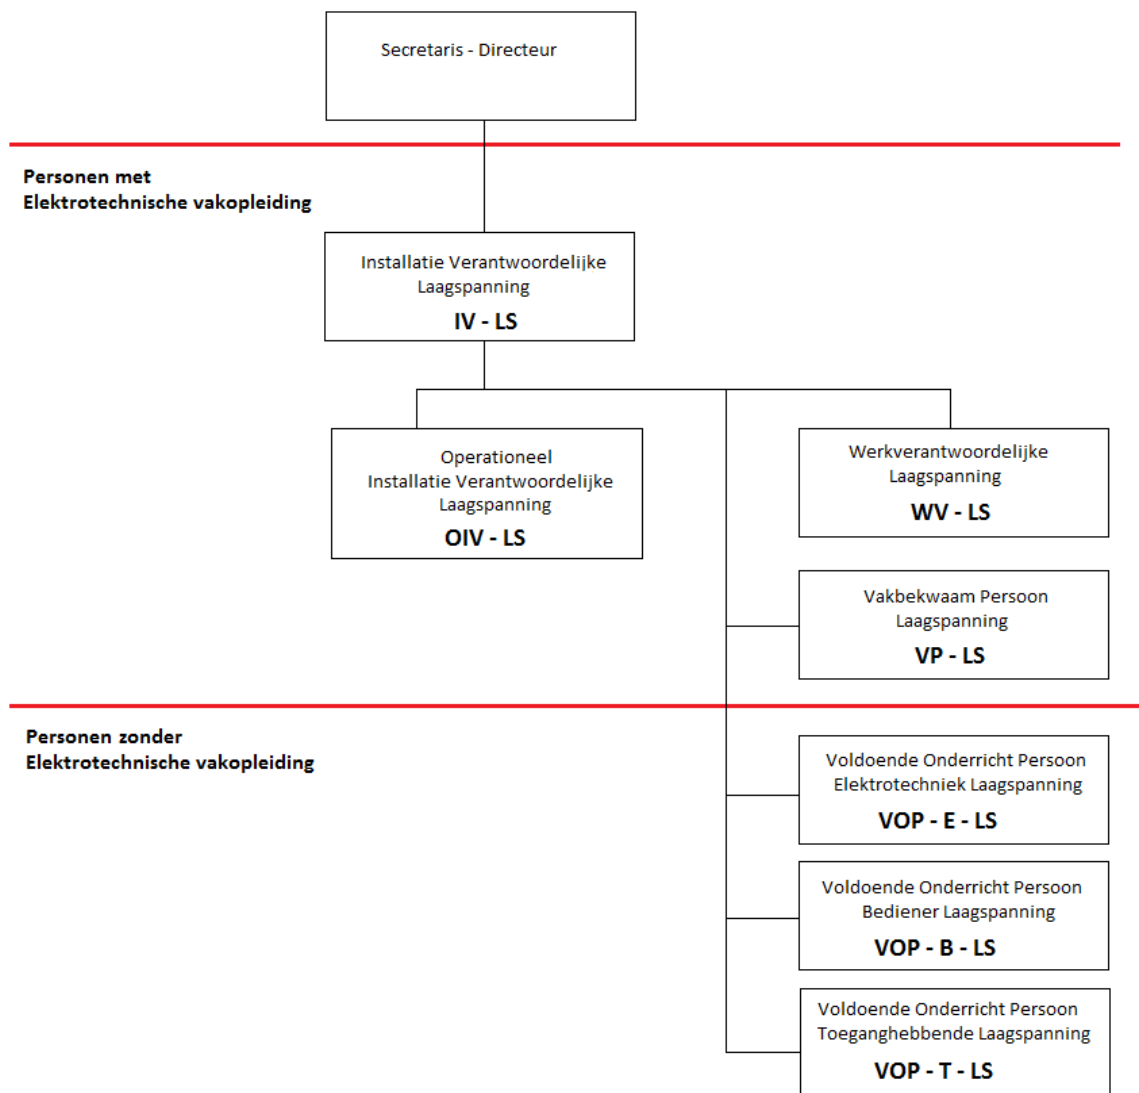 Secretaris - Directeur
Personen met
Elektrotechnische vakopleiding
Installatie Verantwoordelijke
Laagspanning
IV - LS
Operationeel
Installatie Verantwoordelijke
Laagspanning
OIV - LS
Werkverantwoordelijke
Laagspanning
WV - LS
Vakbekwaam Persoon
Laagspanning
VP - LS
Personen zonder
Elektrotechnische vakopleiding
Voldoende Onderricht Persoon
Elektrotechniek Laagspanning
VOP - E - LS
Voldoende Onderricht Persoon
Bediener Laagspanning
VOP - B - LS
Voldoende Onderricht Persoon
Toeganghebbende Laagspanning
VOP - T - LS